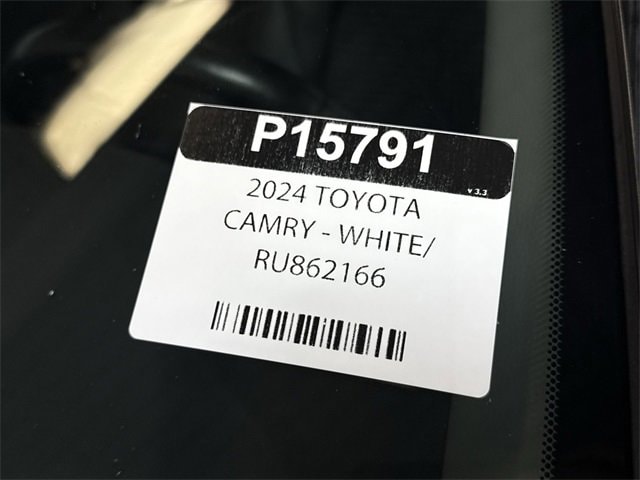 P15791
v 3.3
2024 TOYOTA
CAMRY - WHITE/
RU862166